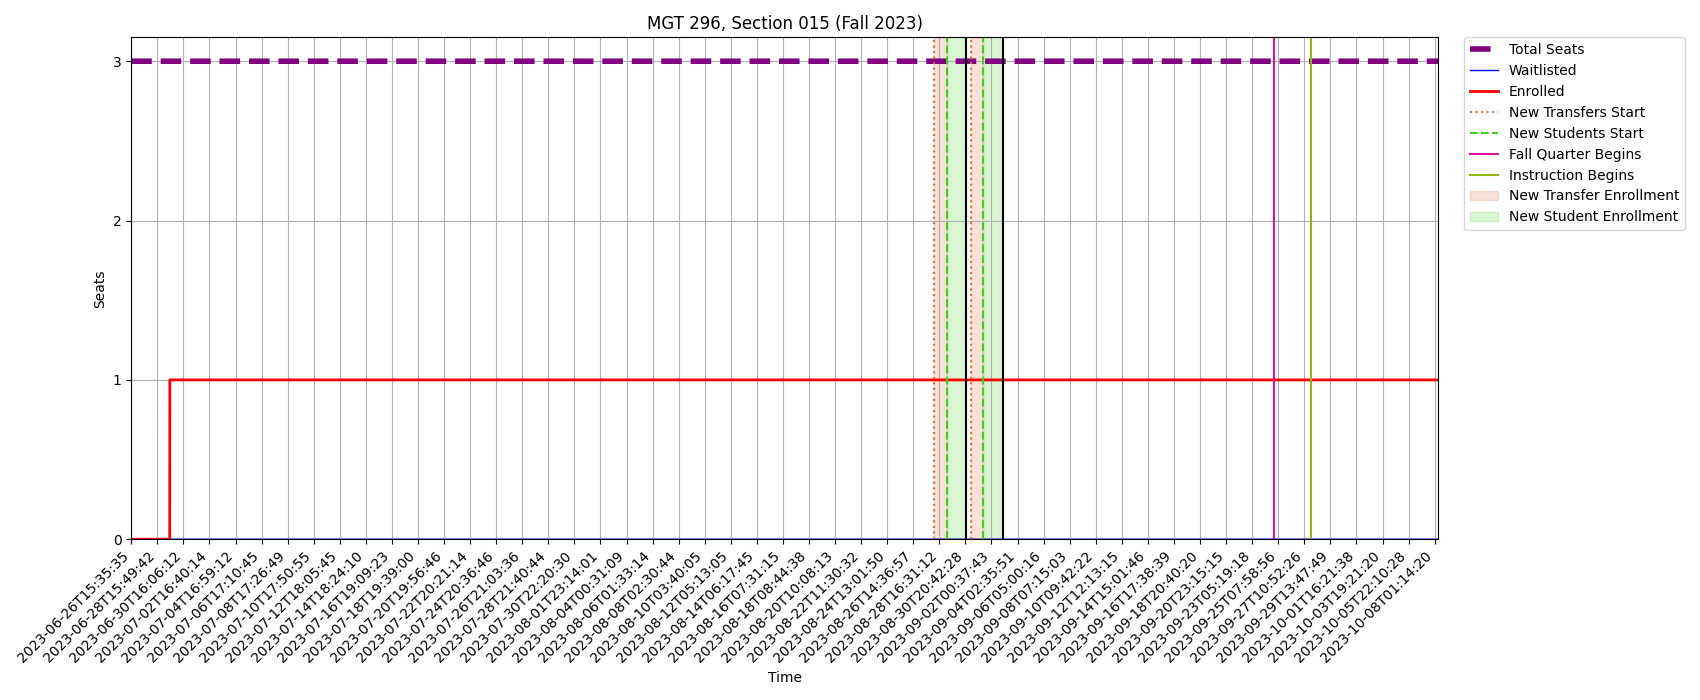 MGT 296, Section 015 (Fall 2023)
Total Seats
Waitlisted
Enrolled
New Transfers Start
New Students Start
Fall Quarter Begins
Instruction Begins
New Transfer Enrollment
New Student Enrollment
3
2
1
0
Seats
2023-06-26T15:35:35
2023-06-28T15:49:42
2023-06-30T16:06:12
2023-07-02T16:40:14
2023-07-04T16:59:12
2023-07-06T17:10:45
2023-07-08T17:26:49
2023-07-10T17:50:55
2023-07-12T18:05:45
2023-07-14T18:24:10
2023-07-16T19:09:23
2023-07-18T19:39:00
2023-07-20T19:56:46
2023-07-22T20:21:14
2023-07-24T20:36:46
2023-07-26T21:03:36
2023-07-28T21:40:44
2023-07-30T22:20:30
2023-08-01T23:14:01
2023-08-04T00:31:09
2023-08-06T01:33:14
2023-08-08T02:30:44
2023-08-10T03:40:05
2023-08-12T05:13:05
2023-08-14T06:17:45
2023-08-16T07:31:15
2023-08-18T08:44:38
2023-08-20T10:08:13
2023-08-22T11:30:32
2023-08-24T13:01:50
2023-08-26T14:36:57
2023-08-28T16:31:12
2023-08-30T20:42:28
2023-09-02T00:37:43
2023-09-04T02:35:51
2023-09-06T05:00:16
2023-09-08T07:15:03
2023-09-10T09:42:22
2023-09-12T12:13:15
2023-09-14T15:01:46
2023-09-16T17:38:39
2023-09-18T20:40:20
2023-09-20T23:15:15
2023-09-23T05:19:18
2023-09-25T07:58:56
2023-09-27T10:52:26
2023-09-29T13:47:49
2023-10-01T16:21:38
2023-10-03T19:21:20
2023-10-05T22:10:28
2023-10-08T01:14:20
Time